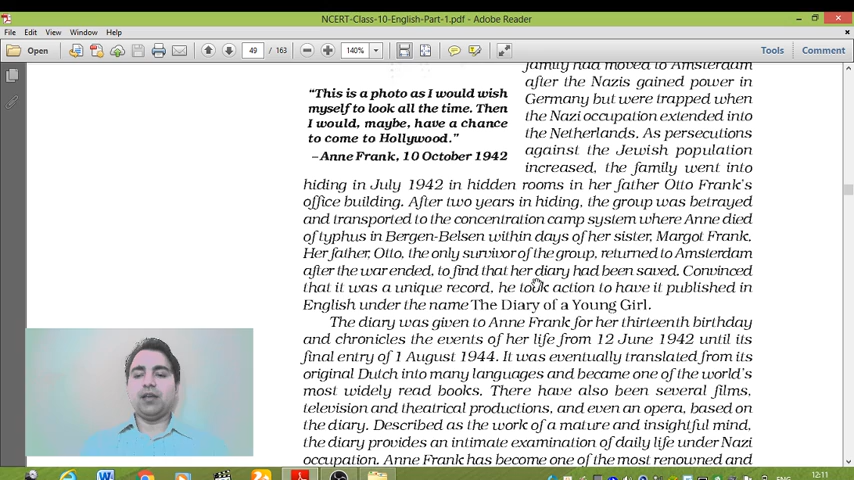 NCERT-Class-10-English-Part-1.pdf - Adobe Reader
File Edit View Window Help
Open 49 / 163 140% Tools Comment
family had moved to Amsterdam
after the Nazis gained power in
"This is a photo as I would wish
Germany but were trapped when
myself to look all the time. Then
the Nazi occupation extended into
I would, maybe, have a chance
the Netherlands. As persecutions
to come to Hollywood."
against the Jewish population
– Anne Frank, 10 October 1942
increased, the family went into
hiding in July 1942 in hidden rooms in her father Otto Frank's
office building. After two years in hiding, the group was betrayed
and transported to the concentration camp system where Anne died
of typhus in Bergen-Belsen within days of her sister, Margot Frank.
Her father, Otto, the only survivor of the group, returned to Amsterdam
after the war ended, to find that her diary had been saved. Convinced
that it was a unique record, he took action to have it published in
English under the name The Diary of a Young Girl.
The diary was given to Anne Frank for her thirteenth birthday
and chronicles the events of her life from 12 June 1942 until its
final entry of 1 August 1944. It was eventually translated from its
original Dutch into many languages and became one of the world's
most widely read books. There have also been several films,
television and theatrical productions, and even an opera, based on
the diary. Described as the work of a mature and insightful mind,
the diary provides an intimate examination of daily life under Nazi
occupation. Anne Frank has become one of the most renowned and
ENG 12:11